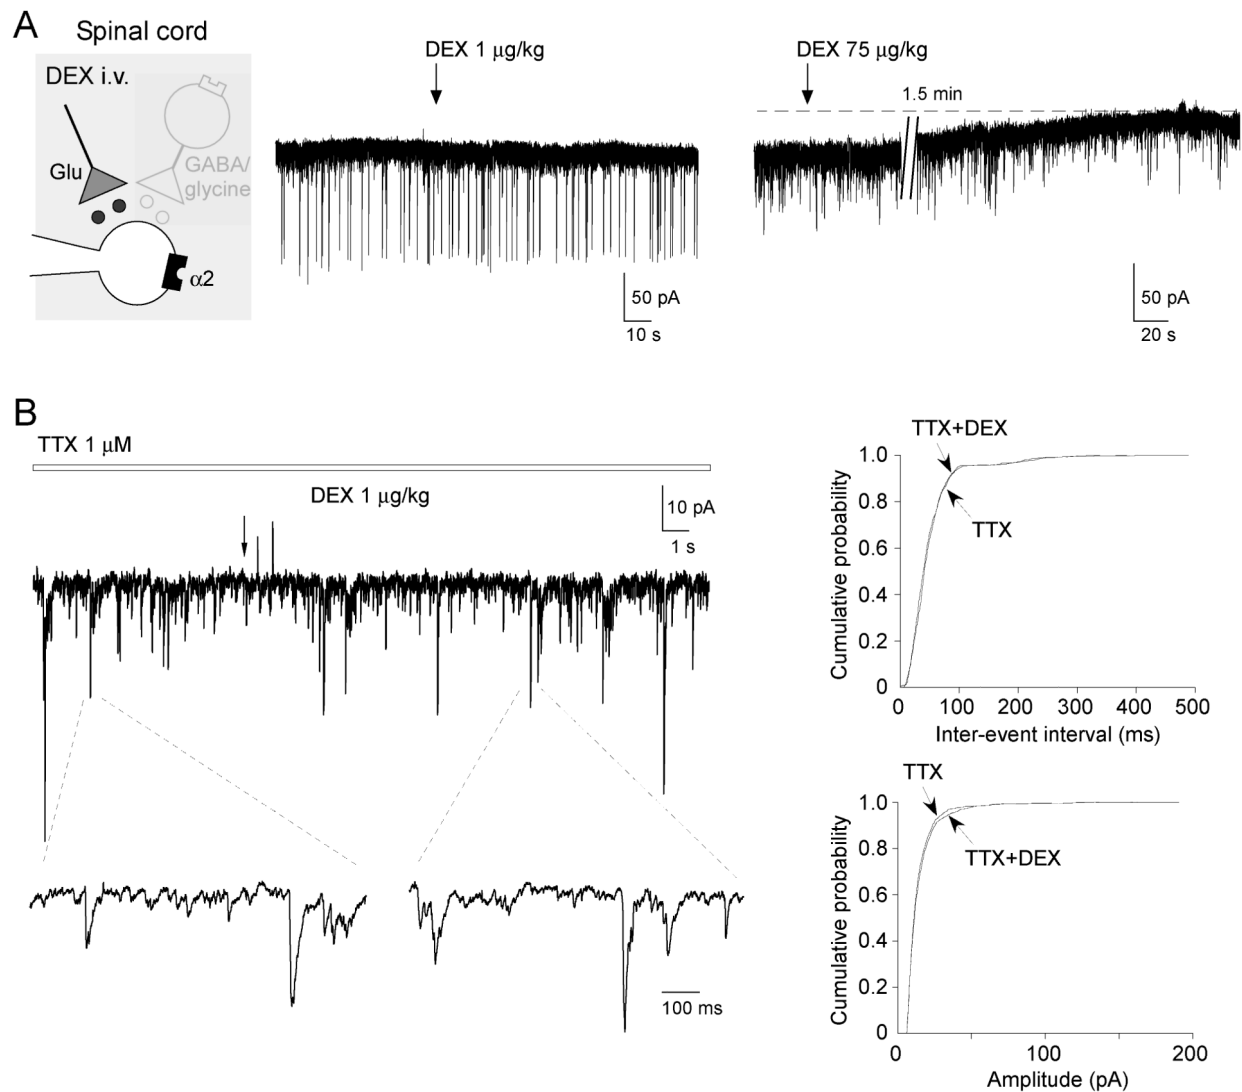 A
Spinal cord
DEX i.v.
Glu
GABA/
glycine
α2
DEX 1 μg/kg
50 pA
10 s
DEX 75 μg/kg
1.5 min
50 pA
20 s
B
TTX 1 μM
DEX 1 μg/kg
10 pA
1 s
100 ms
TTX+DEX
TTX
Cumulative probability
1.0
0.8
0.6
0.4
0.2
0
0 100 200 300 400 500
Inter-event interval (ms)
TTX
TTX+DEX
Cumulative probability
1.0
0.8
0.6
0.4
0.2
0
0 100 200
Amplitude (pA)